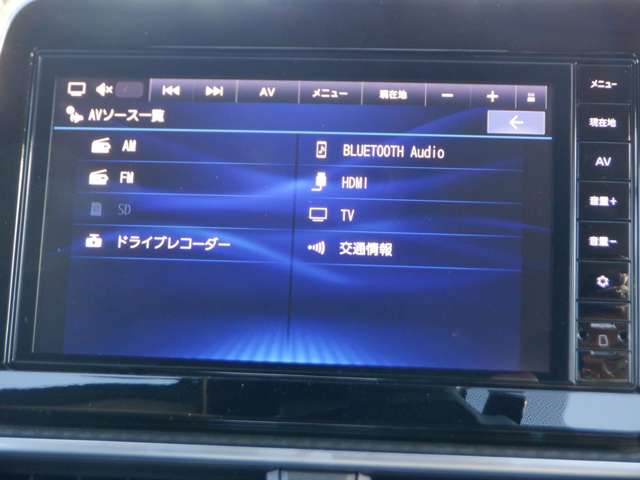 AV メニュー 現在地 − +
AVソース一覧
AM
FM
SD
ドライブレコーダー
BLUETOOTH Audio
HDMI
TV
交通情報
メニュー
現在地
AV
音量+
音量−